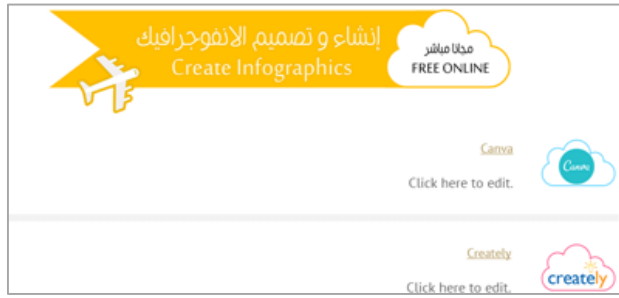 إنشاء و تصميم الانفوجرافيك
Create Infographics
مجانا مباشر
FREE ONLINE
Canva
Canva
Click here to edit.
Creately
creately
Click here to edit.